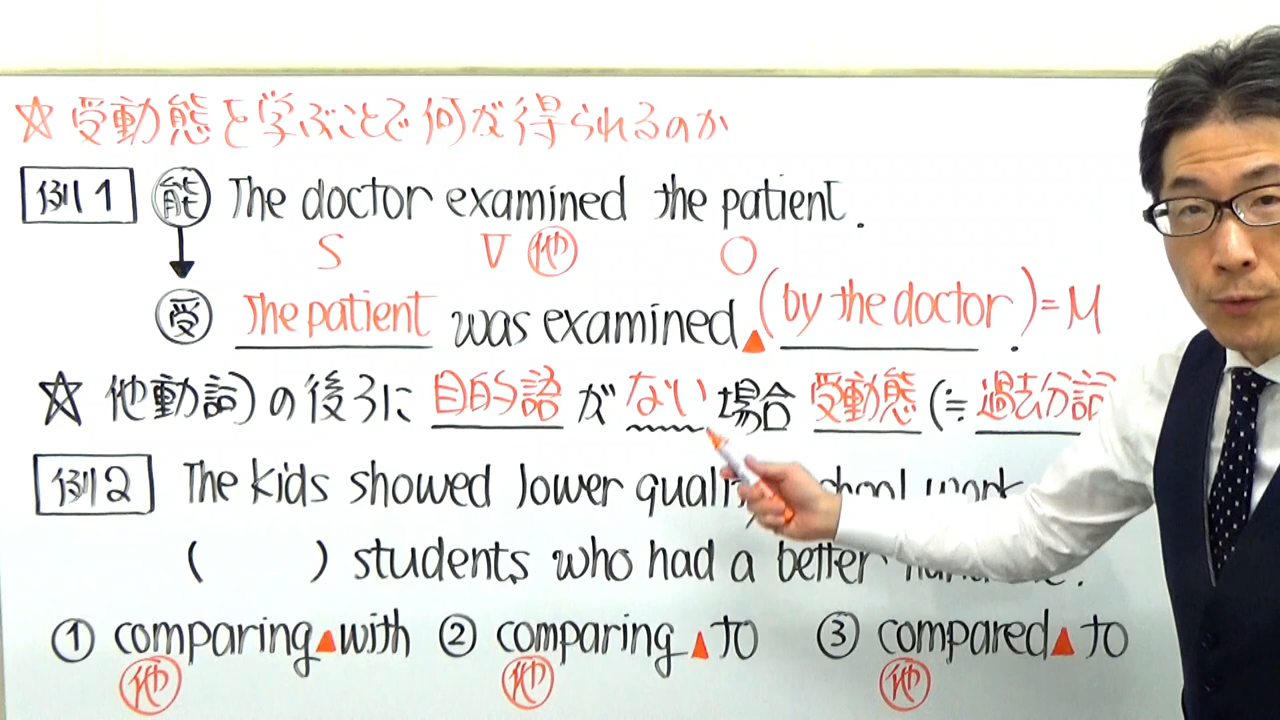 ☆ 受動態を学ぶことで何が得られるのか
例1 能 The doctor examined the patient.
S V 他 O
受 The patient was examined ▲ (by the doctor) = M.
☆ 他動詞の後ろに目的語がない場合 受動態 (≒ 過去分詞
例2 The kids showed lower quali school work
( ) students who had a better
① comparing▲with ② comparing▲to ③ compared▲to
他 他 他